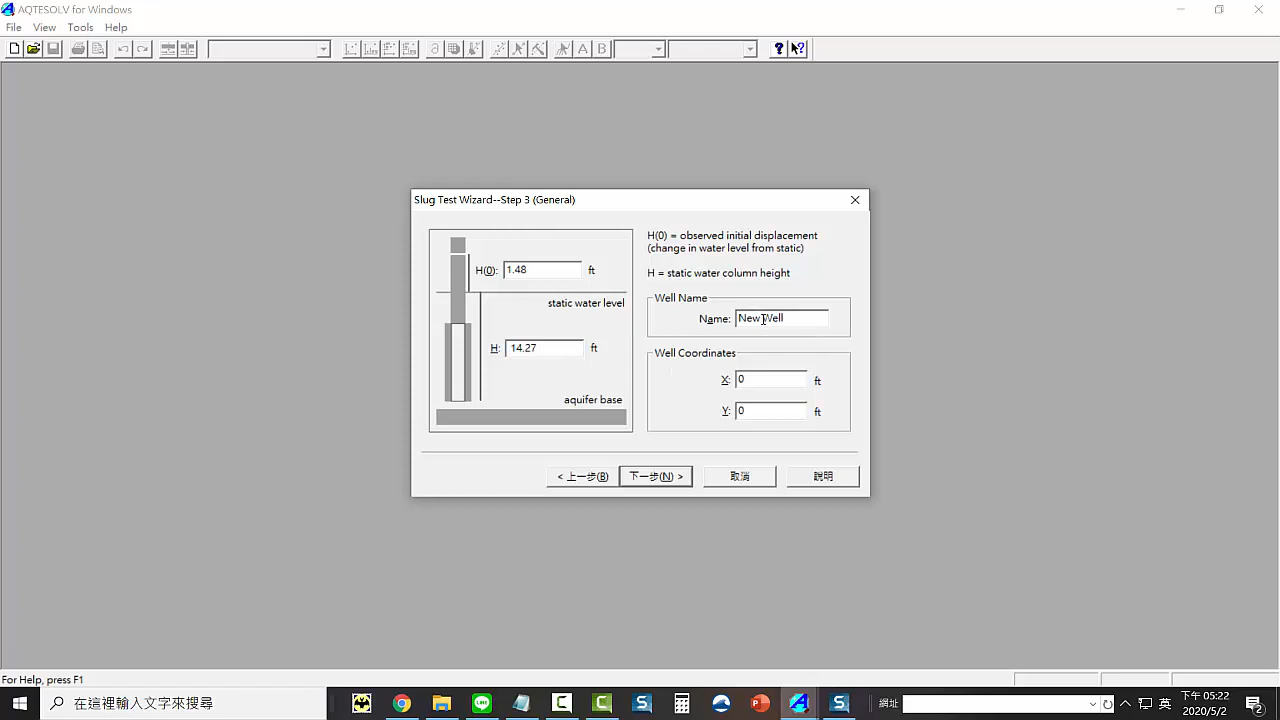 AQTESOLV for Windows
File View Tools Help
Slug Test Wizard--Step 3 (General)
H(0): 1.48 ft
static water level
H: 14.27 ft
aquifer base
H(0) = observed initial displacement
(change in water level from static)
H = static water column height
Well Name
Name: New Well
Well Coordinates
X: 0 ft
Y: 0 ft
< 上一步(B) 下一步(N) > 取消 說明
For Help, press F1
在這裡輸入文字來搜尋
網址
英
下午 05:22
2020/5/2
2